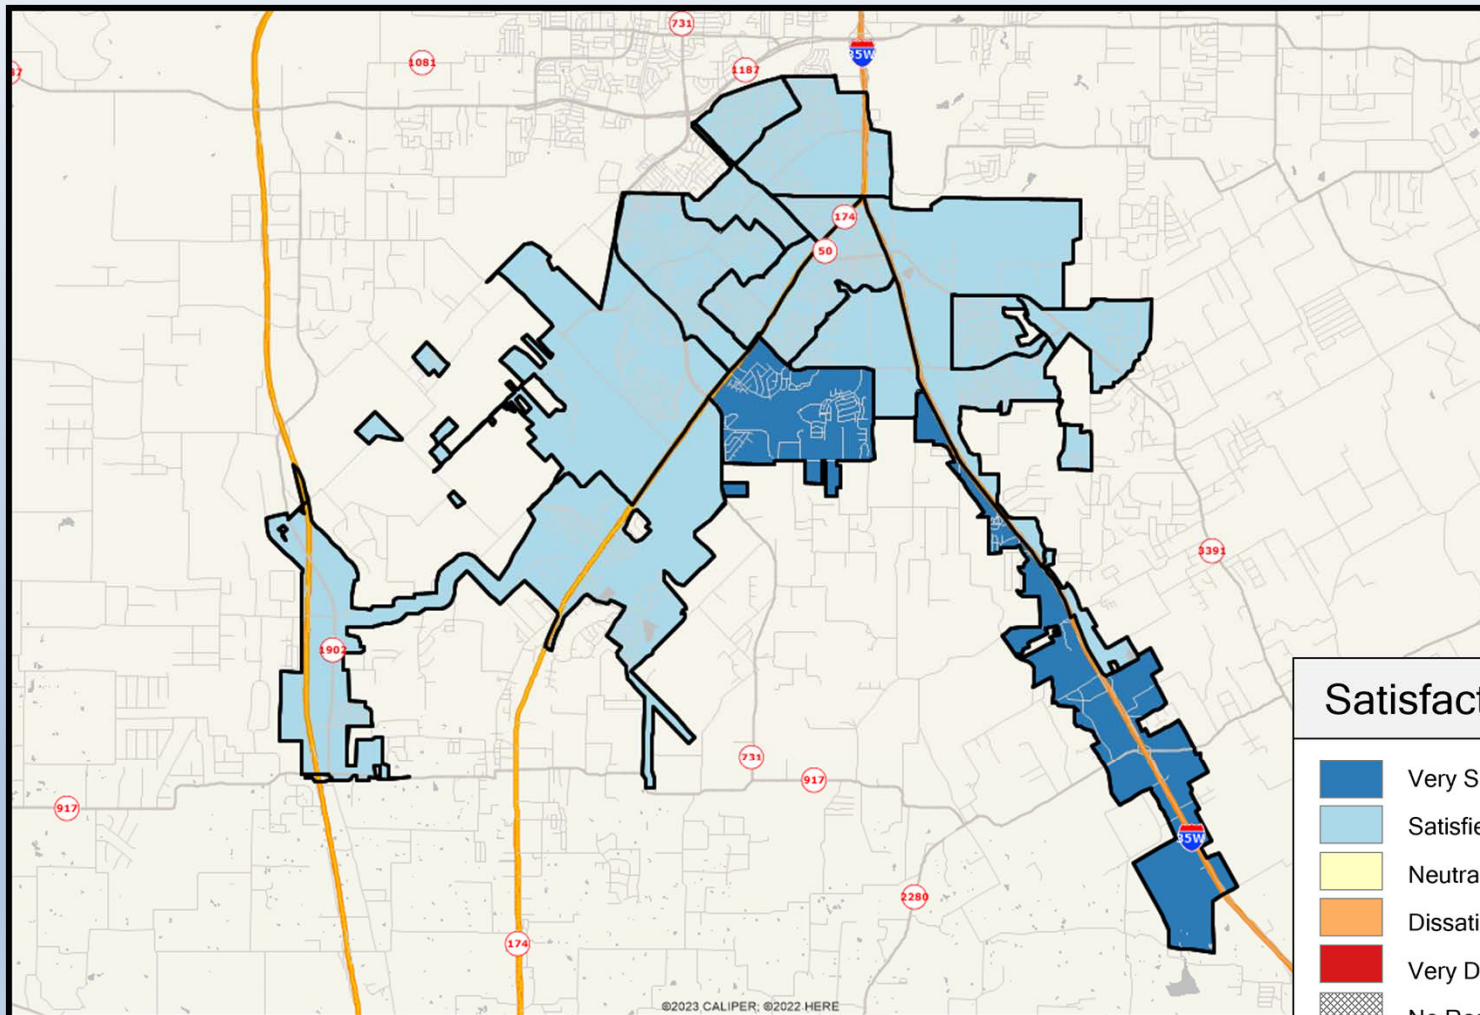 731
35W
1081
1187
174
50
3391
1902
Satisfact
731
Very S
917
917
Satisfie
35W
Neutra
2280
Dissati
174
Very D
©2023 CALIPER; ©2022 HERE